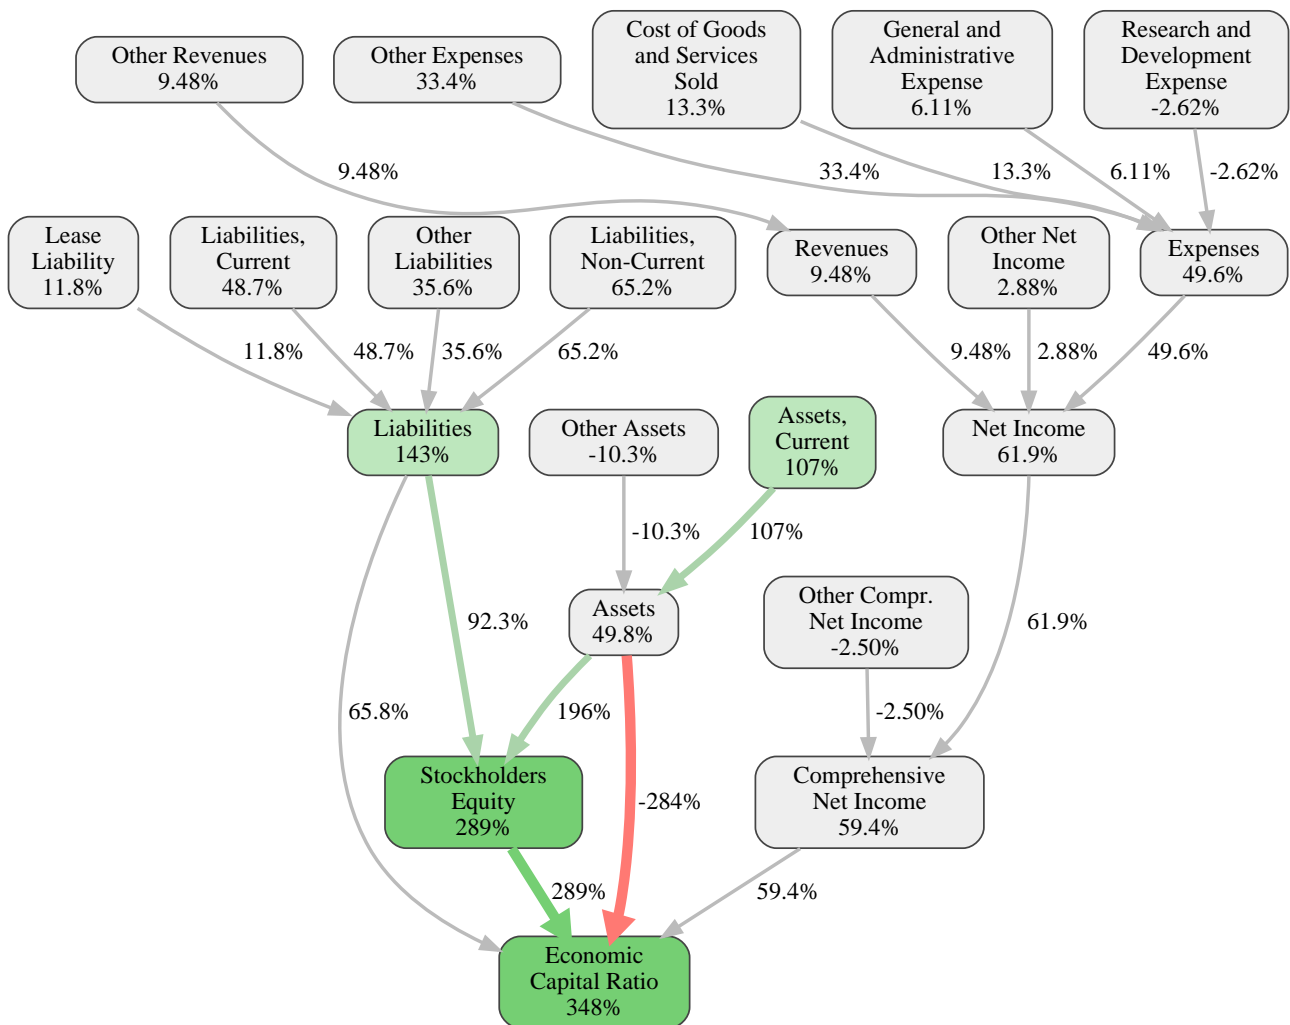 Other Revenues
9.48%
Other Expenses
33.4%
Cost of Goods
and Services
Sold
13.3%
General and
Administrative
Expense
6.11%
Research and
Development
Expense
-2.62%
9.48%
33.4%
13.3%
6.11%
-2.62%
Lease
Liability
11.8%
Liabilities,
Current
48.7%
Other
Liabilities
35.6%
Liabilities,
Non-Current
65.2%
Revenues
9.48%
Other Net
Income
2.88%
Expenses
49.6%
11.8%
48.7%
35.6%
65.2%
9.48%
2.88%
49.6%
Liabilities
143%
Other Assets
-10.3%
Assets,
Current
107%
Net Income
61.9%
-10.3%
107%
92.3%
Assets
49.8%
Other Compr.
Net Income
-2.50%
61.9%
65.8%
196%
-2.50%
Stockholders
Equity
289%
-284%
Comprehensive
Net Income
59.4%
289%
59.4%
Economic
Capital Ratio
348%